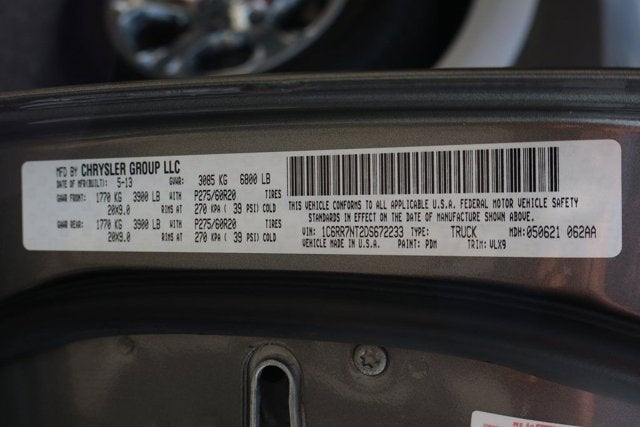 MFD BY CHRYSLER GROUP LLC
DATE OF MFR(BUILT): 5-13 GVWR: 3085 KG 6800 LB
GAWR FRONT: 1770 KG 3900 LB WITH P275/60R20 TIRES
20X9.0 RIMS AT 270 KPA ( 39 PSI) COLD
GAWR REAR: 1770 KG 3900 LB WITH P275/60R20 TIRES
20X9.0 RIMS AT 270 KPA ( 39 PSI) COLD
THIS VEHICLE CONFORMS TO ALL APPLICABLE U.S.A. FEDERAL MOTOR VEHICLE SAFETY
STANDARDS IN EFFECT ON THE DATE OF MANUFACTURE SHOWN ABOVE.
VIN: 1C6RR7NT2DS672233 TYPE: TRUCK MDH: 050621 062AA
VEHICLE MADE IN U.S.A. PAINT: PDM TRIM: VLX9